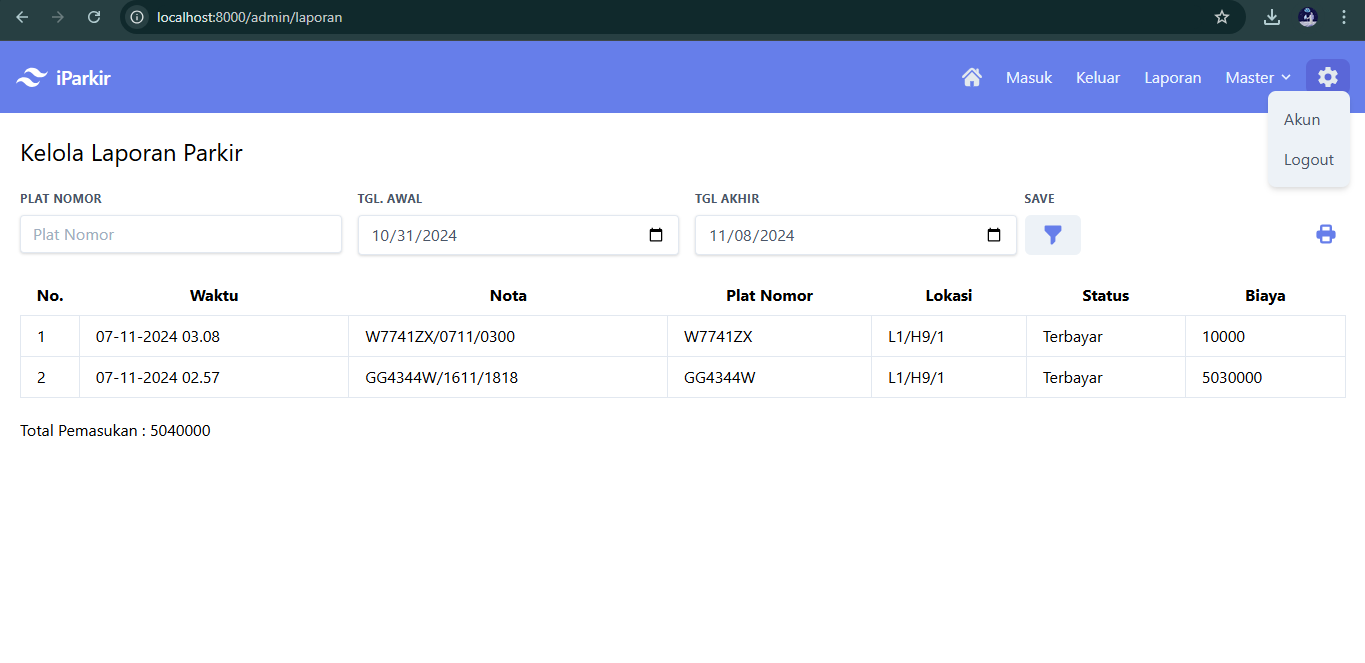 localhost:8000/admin/laporan
iParkir Masuk Keluar Laporan Master
Akun
Logout
Kelola Laporan Parkir
PLAT NOMOR TGL. AWAL TGL AKHIR SAVE
Plat Nomor 10/31/2024 11/08/2024
No. Waktu Nota Plat Nomor Lokasi Status Biaya
1 07-11-2024 03.08 W7741ZX/0711/0300 W7741ZX L1/H9/1 Terbayar 10000
2 07-11-2024 02.57 GG4344W/1611/1818 GG4344W L1/H9/1 Terbayar 5030000
Total Pemasukan : 5040000